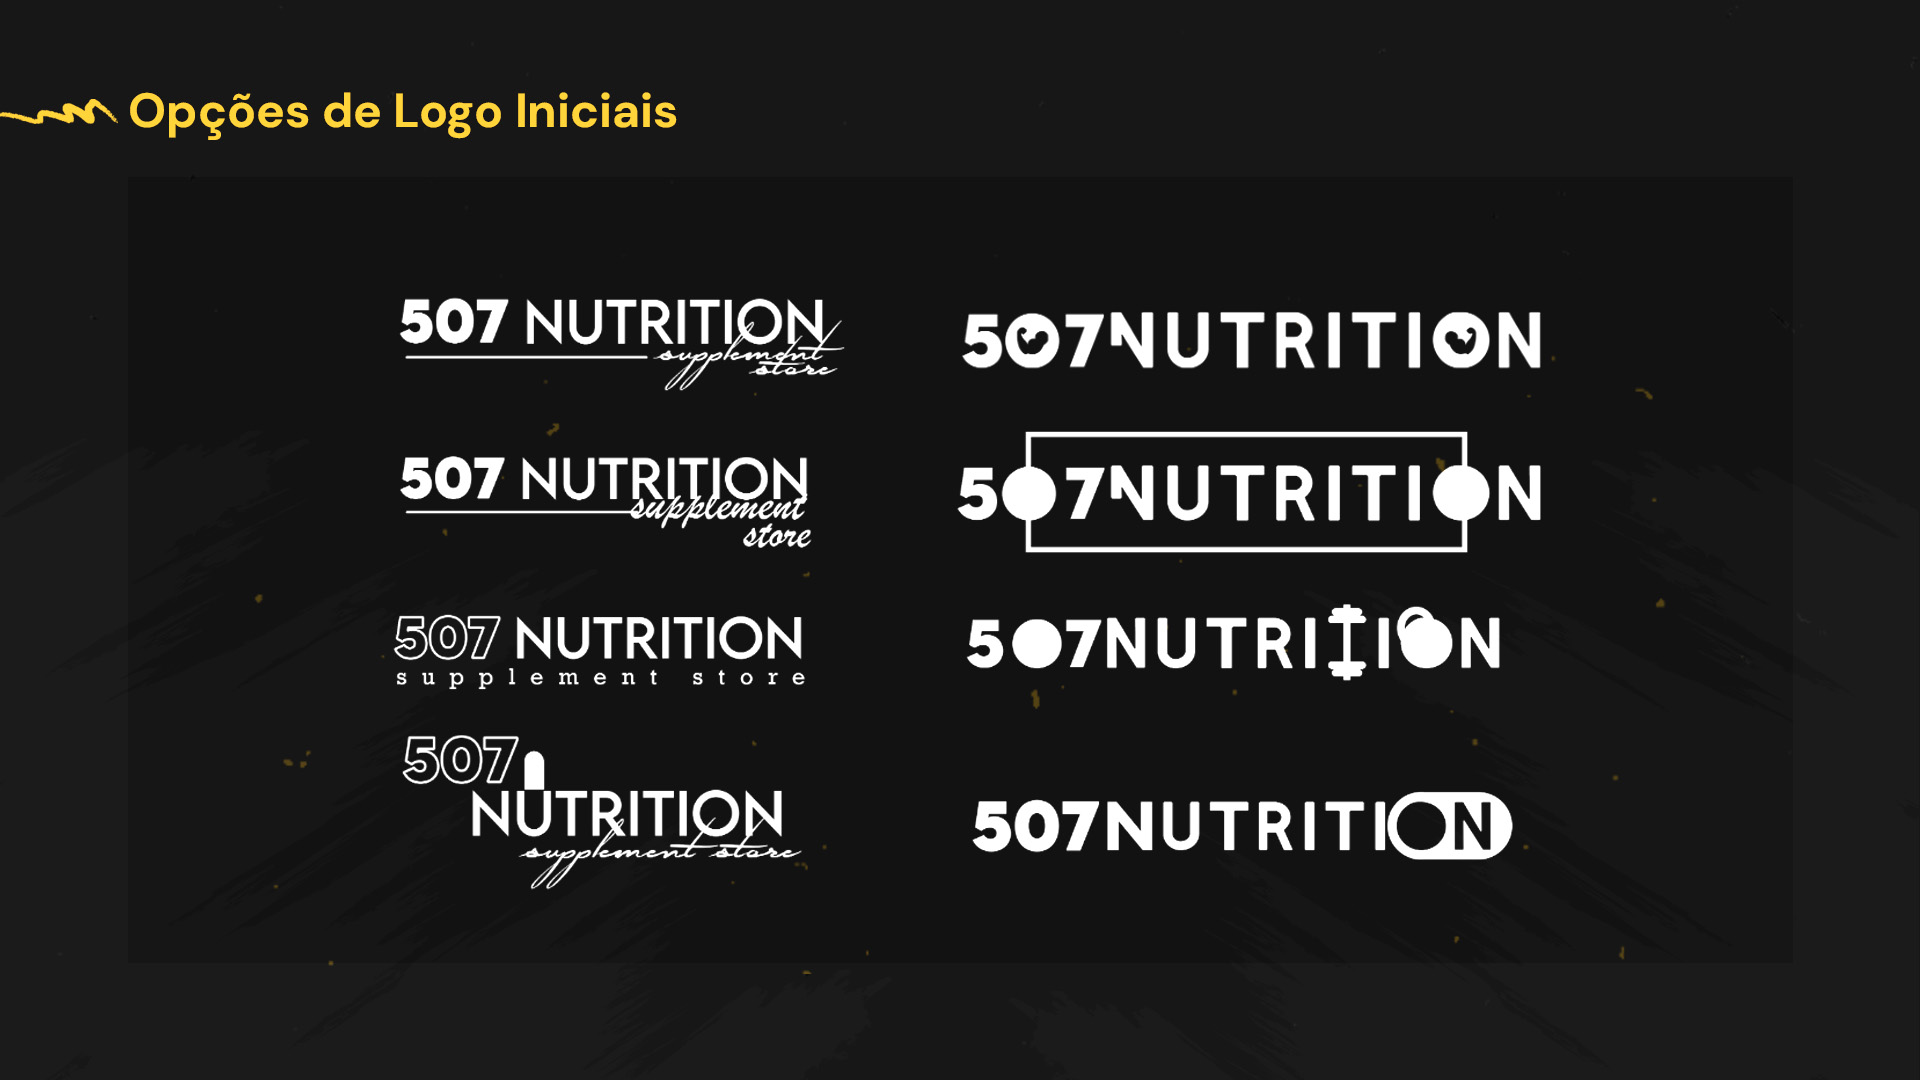 Opções de Logo Iniciais
507 NUTRITION
supplement
store
507 NUTRITION
supplement
store
507 NUTRITION
supplement store
507
NUTRITION
supplement store
507NUTRITION
507NUTRITION
507NUTRITION
507NUTRITION